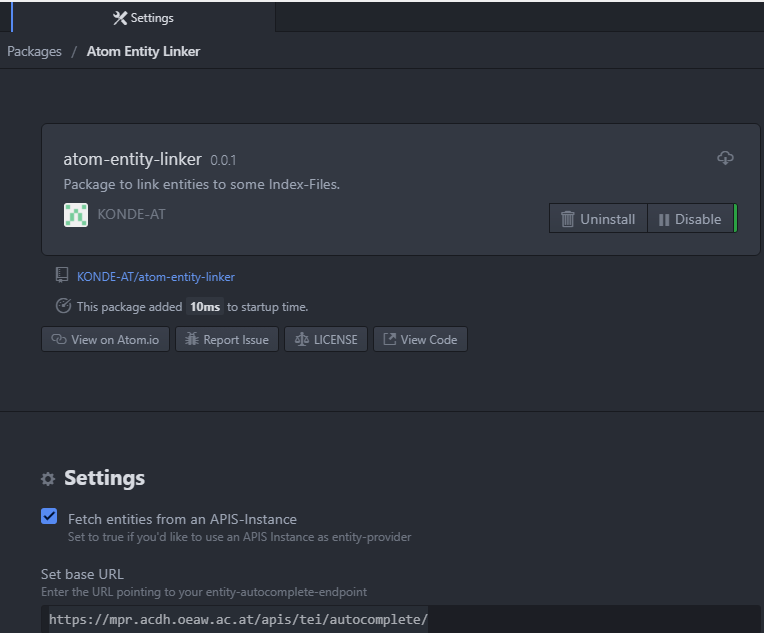 Settings
Packages / Atom Entity Linker
atom-entity-linker 0.0.1
Package to link entities to some Index-Files.
KONDE-AT
Uninstall Disable
KONDE-AT/atom-entity-linker
This package added 10ms to startup time.
View on Atom.io Report Issue LICENSE View Code
Settings
Fetch entities from an APIS-Instance
Set to true if you'd like to use an APIS Instance as entity-provider
Set base URL
Enter the URL pointing to your entity-autocomplete-endpoint
https://mpr.acdh.oeaw.ac.at/apis/tei/autocomplete/